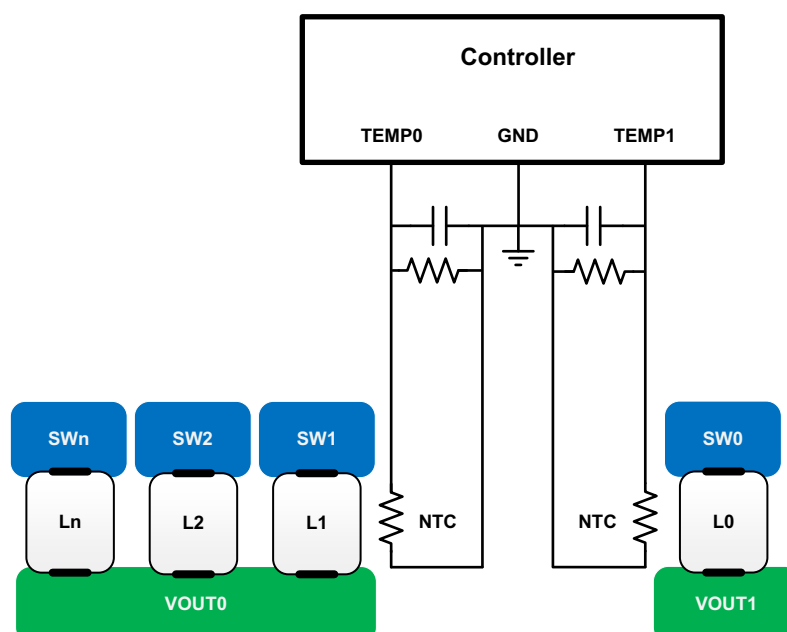 Controller
TEMP0 GND TEMP1
SWn SW2 SW1 SW0
Ln L2 L1 NTC NTC L0
VOUT0 VOUT1